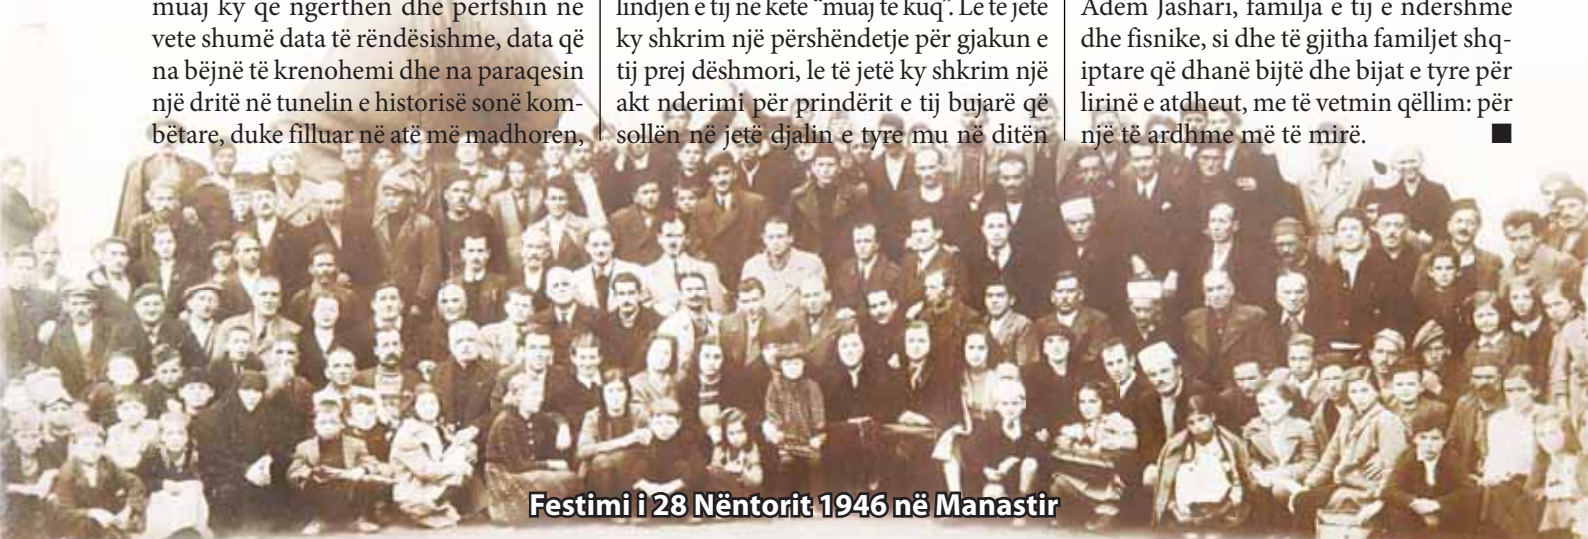 muaj ky që ngërthen dhe përfshin në
vete shumë data të rëndësishme, data që
na bëjnë të krenohemi dhe na paraqesin
një dritë në tunelin e historisë sonë kom-
bëtare, duke filluar në atë më madhoren,
lindjen e tij në këtë “muaj të kuq”. Le të jetë
ky shkrim një përshëndetje për gjakun e
tij prej dëshmori, le të jetë ky shkrim një
akt nderimi për prindërit e tij bujarë që
sollën në jetë djalin e tyre mu në ditën
Adem Jashari, familja e tij e ndershme
dhe fisnike, si dhe të gjitha familjet shq-
iptare që dhanë bijtë dhe bijat e tyre për
lirinë e atdheut, me të vetmin qëllim: për
një të ardhme më të mirë.
Festimi i 28 Nëntorit 1946 në Manastir